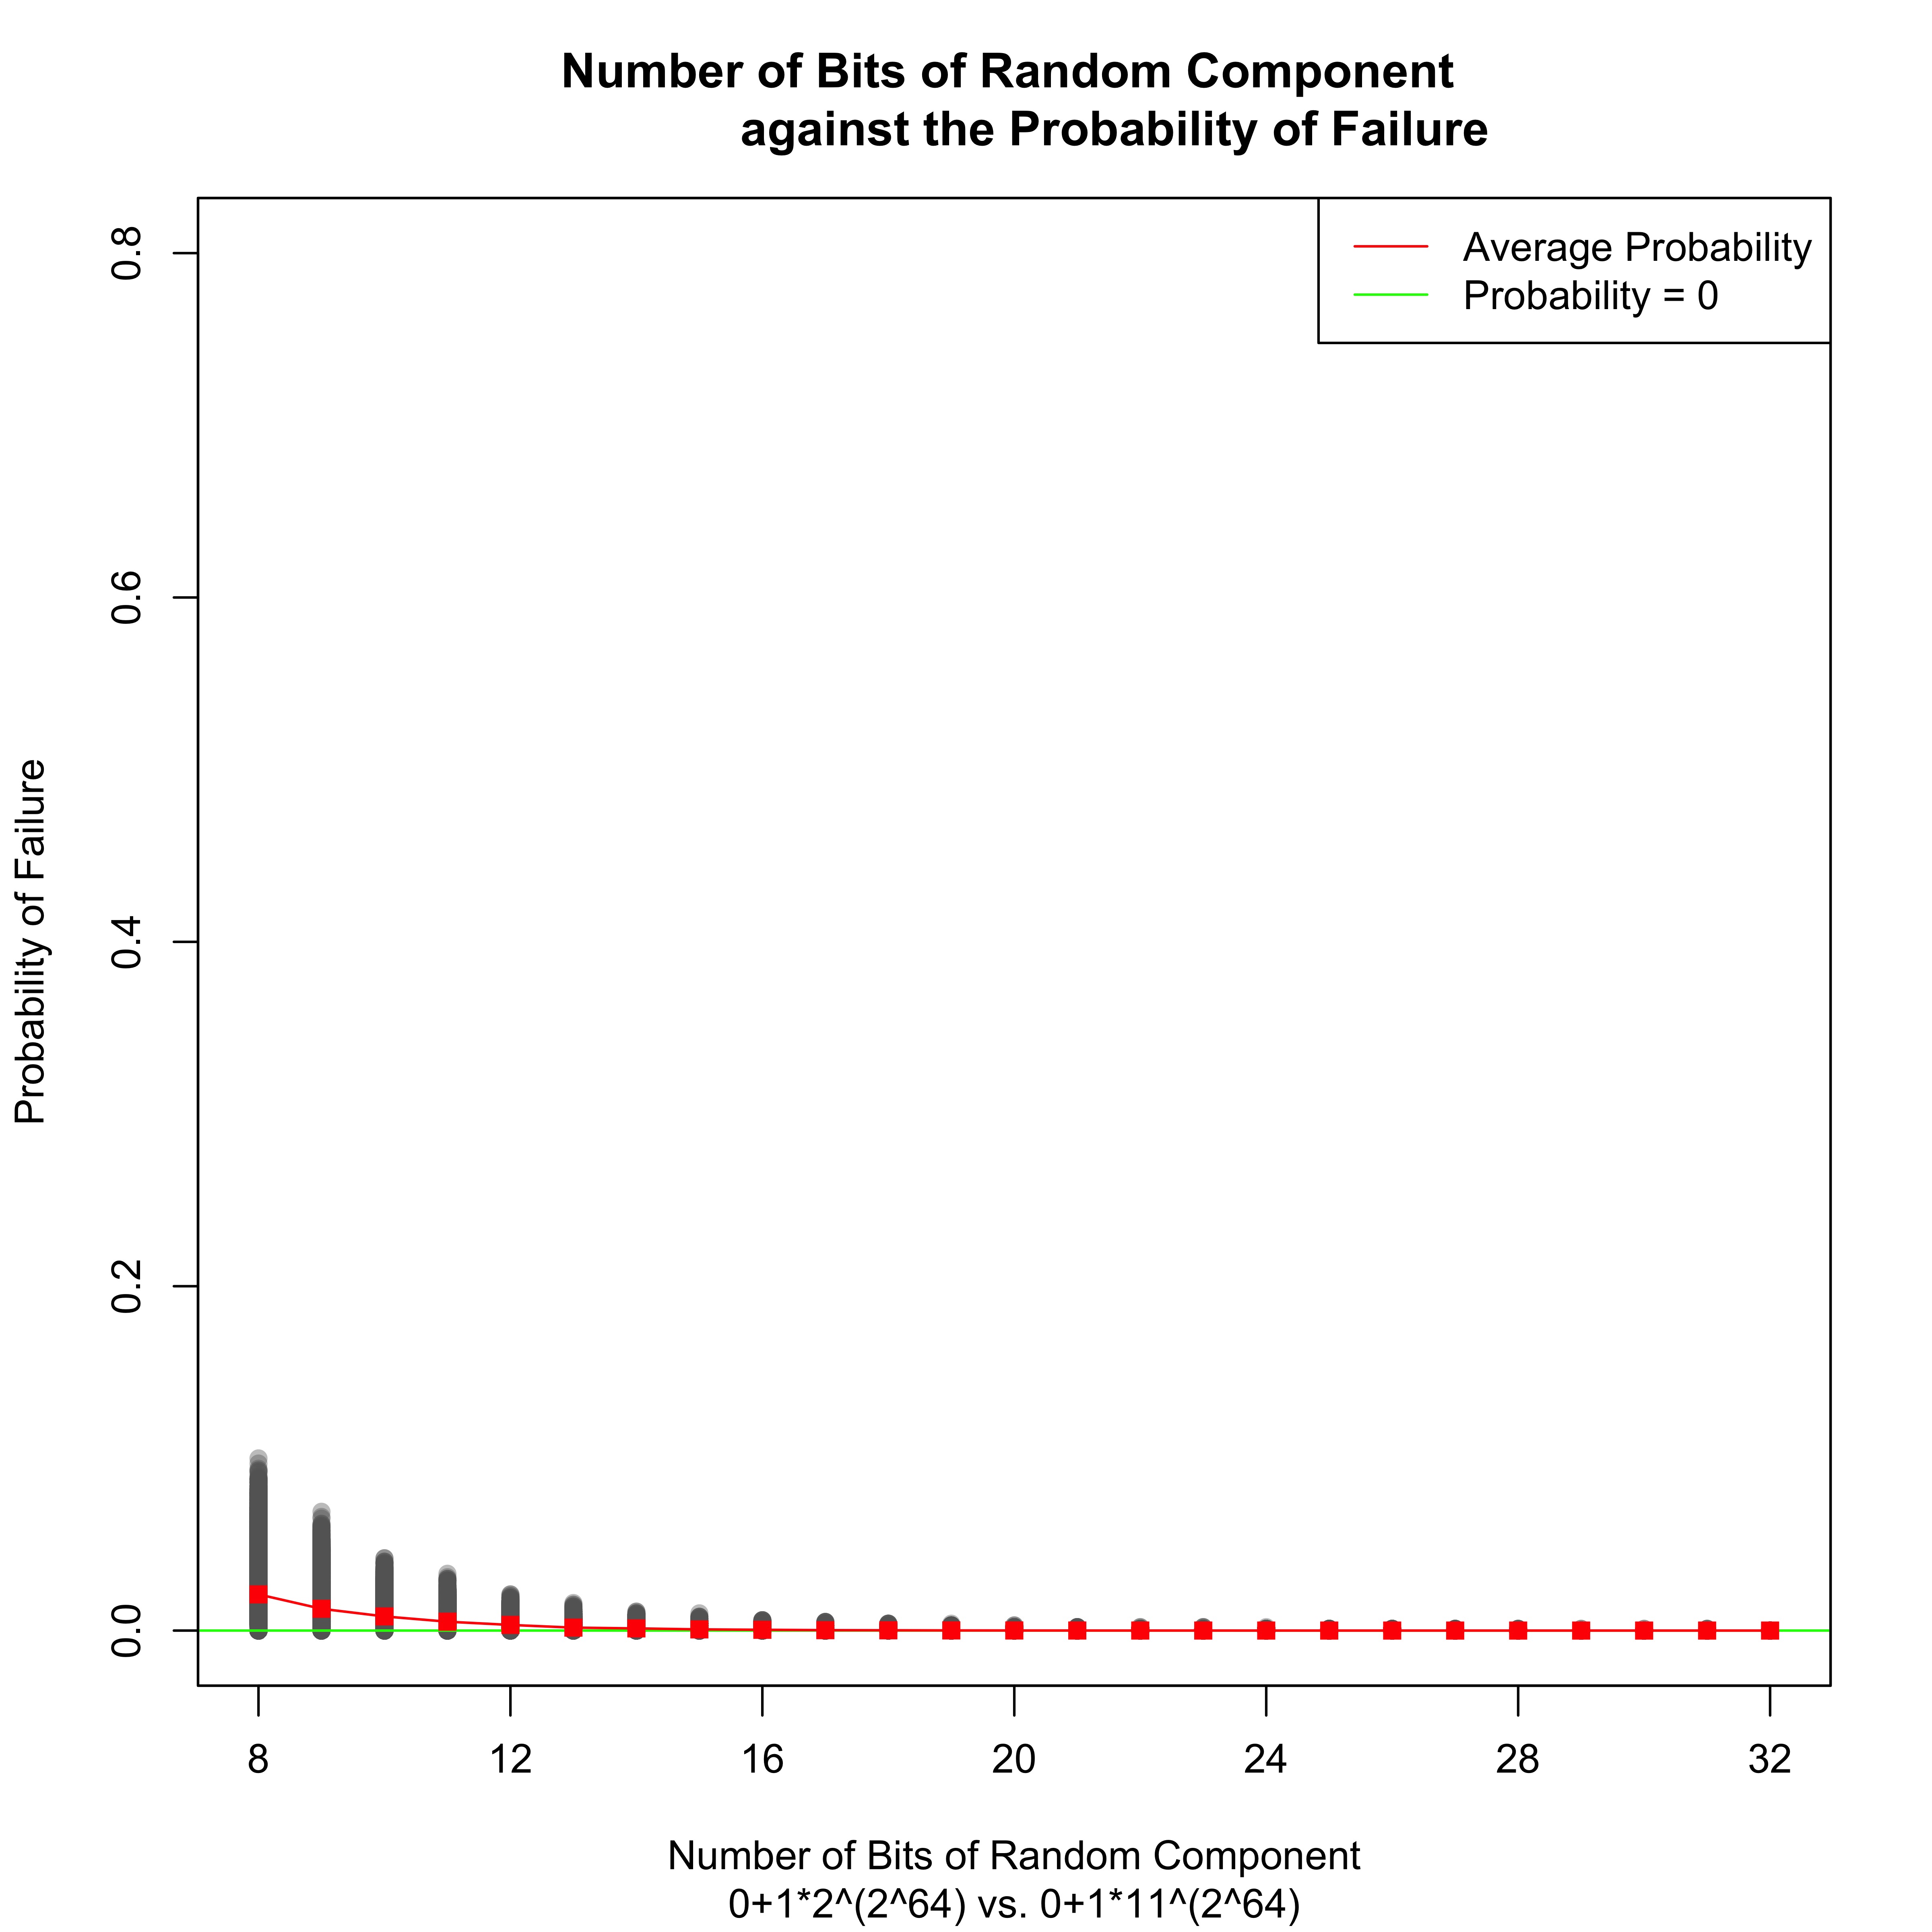 Number of Bits of Random Component
against the Probability of Failure
Average Probability
Probability = 0
0.8
0.6
0.4
0.2
0.0
Probability of Failure
8 12 16 20 24 28 32
Number of Bits of Random Component
0+1*2^(2^64) vs. 0+1*11^(2^64)